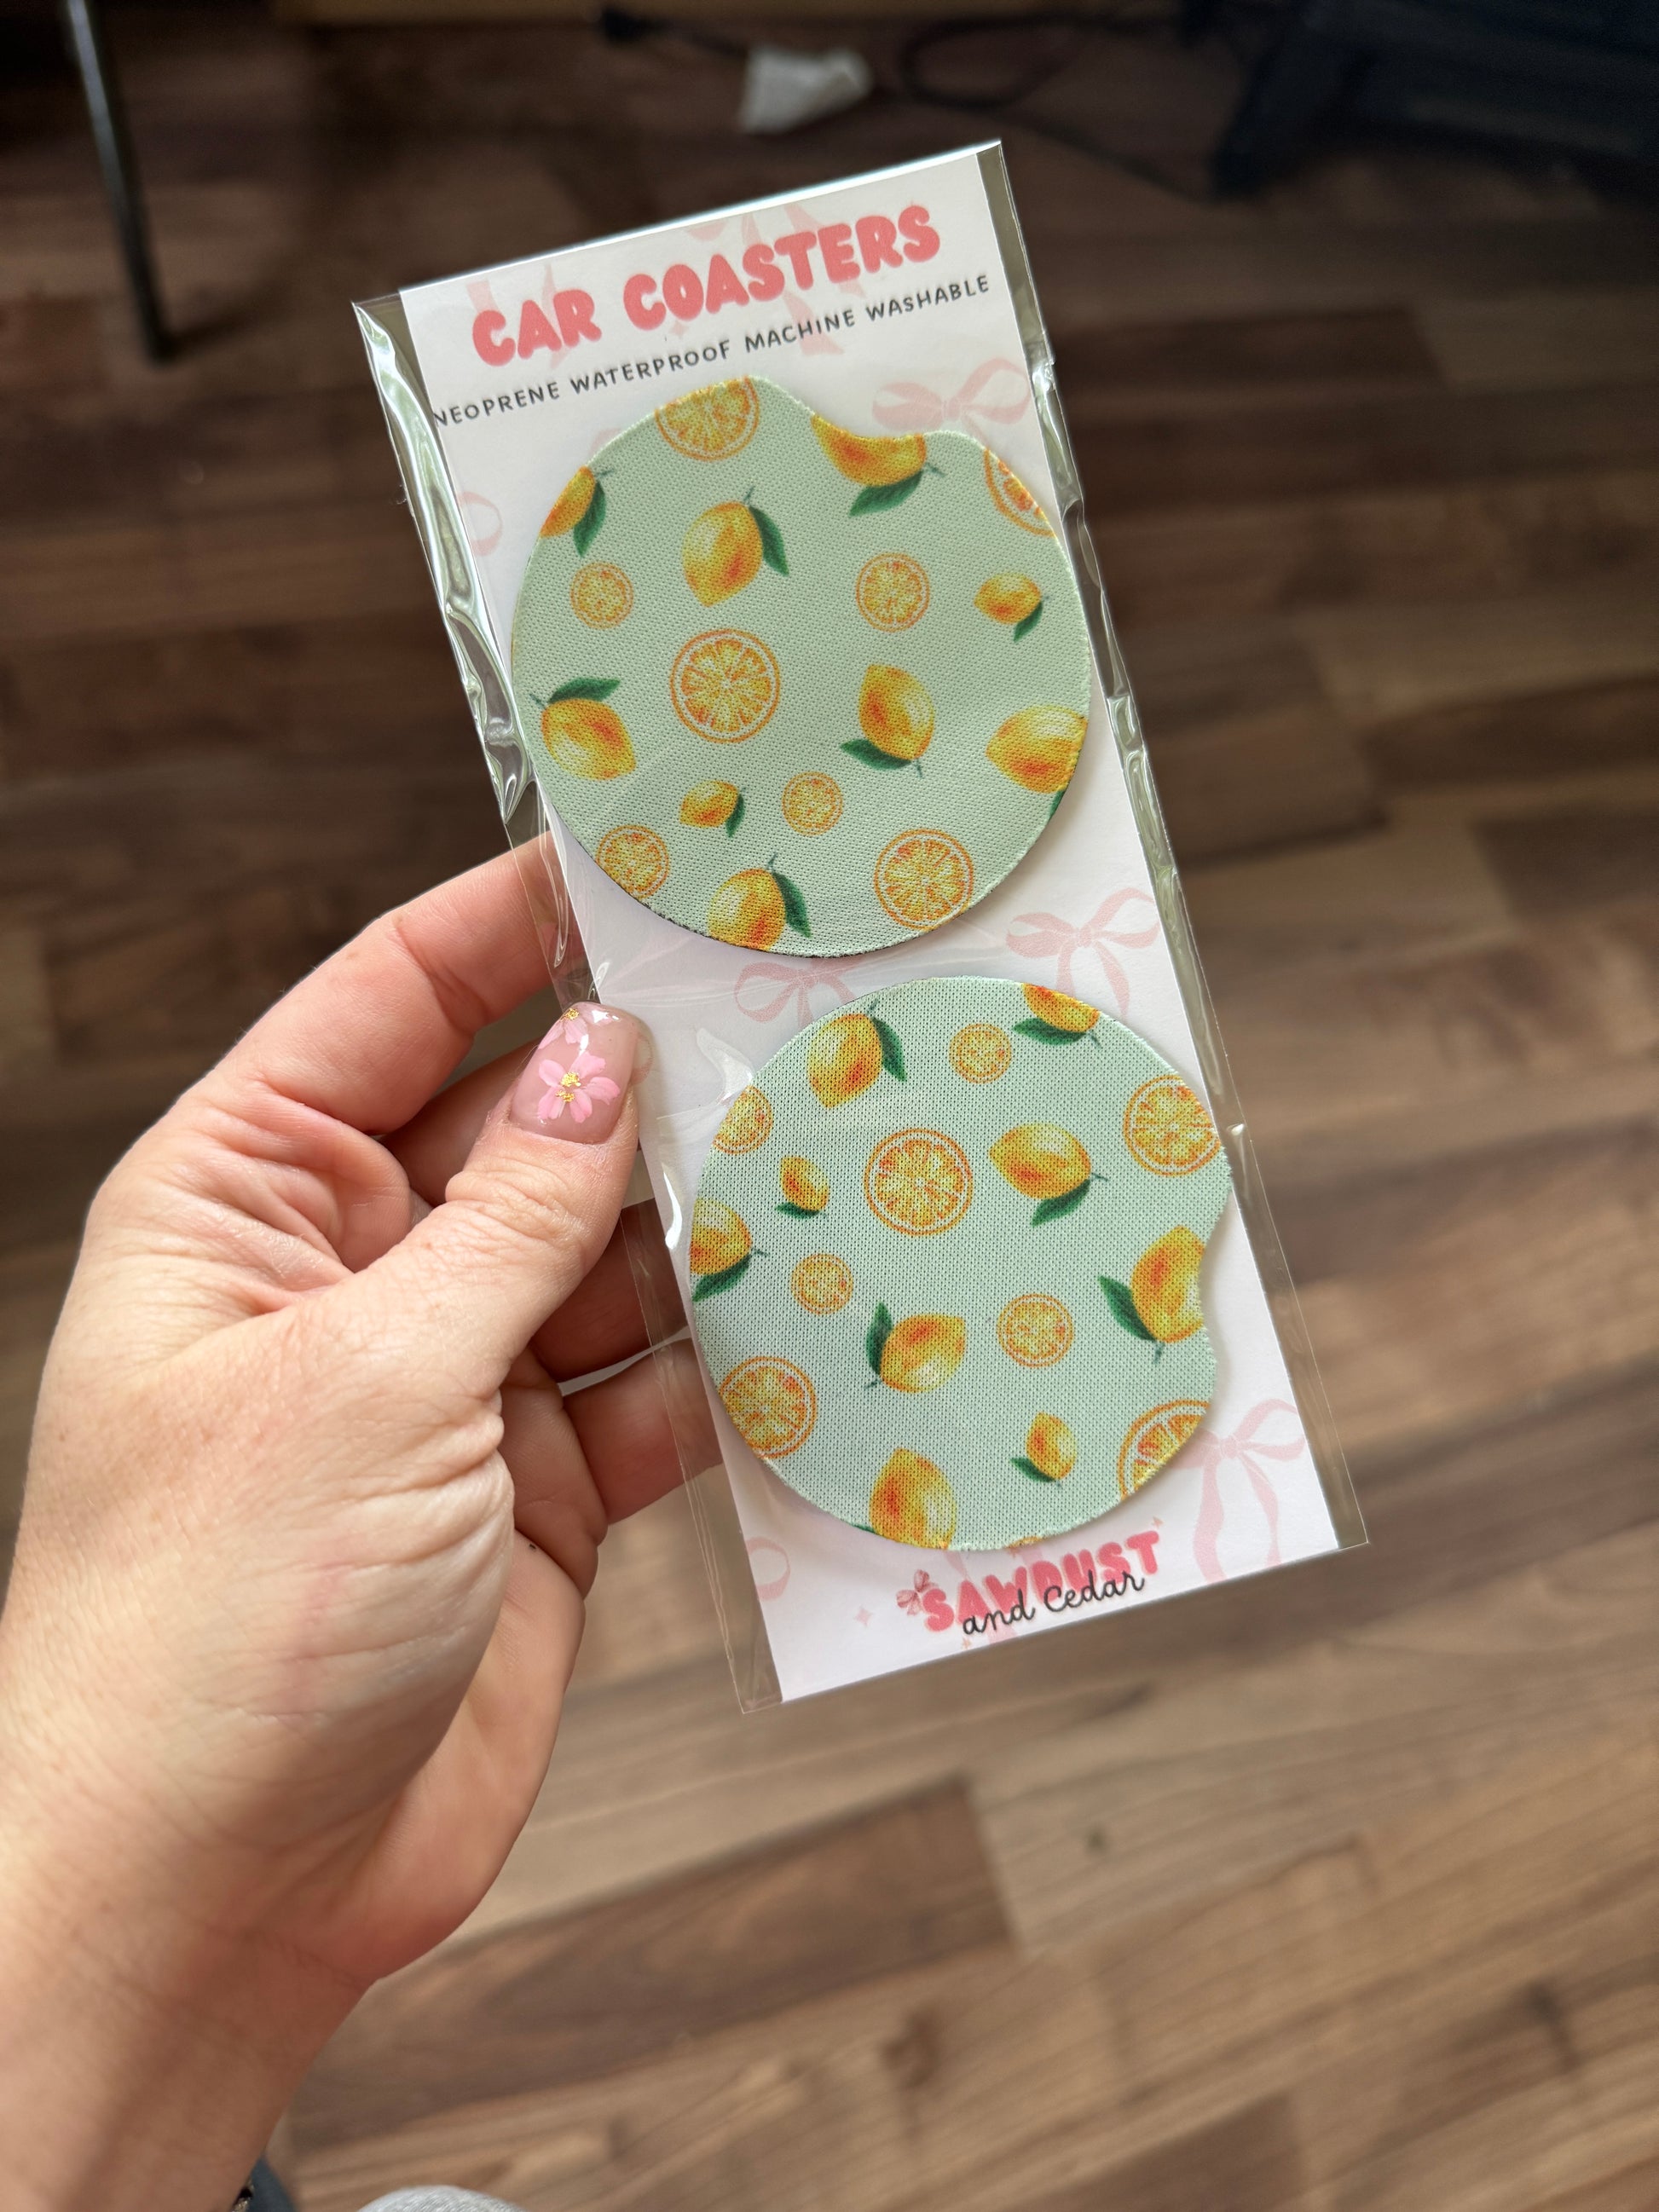 CAR COASTERS
NEOPRENE WATERPROOF MACHINE WASHABLE
SAWDUST
and Cedar